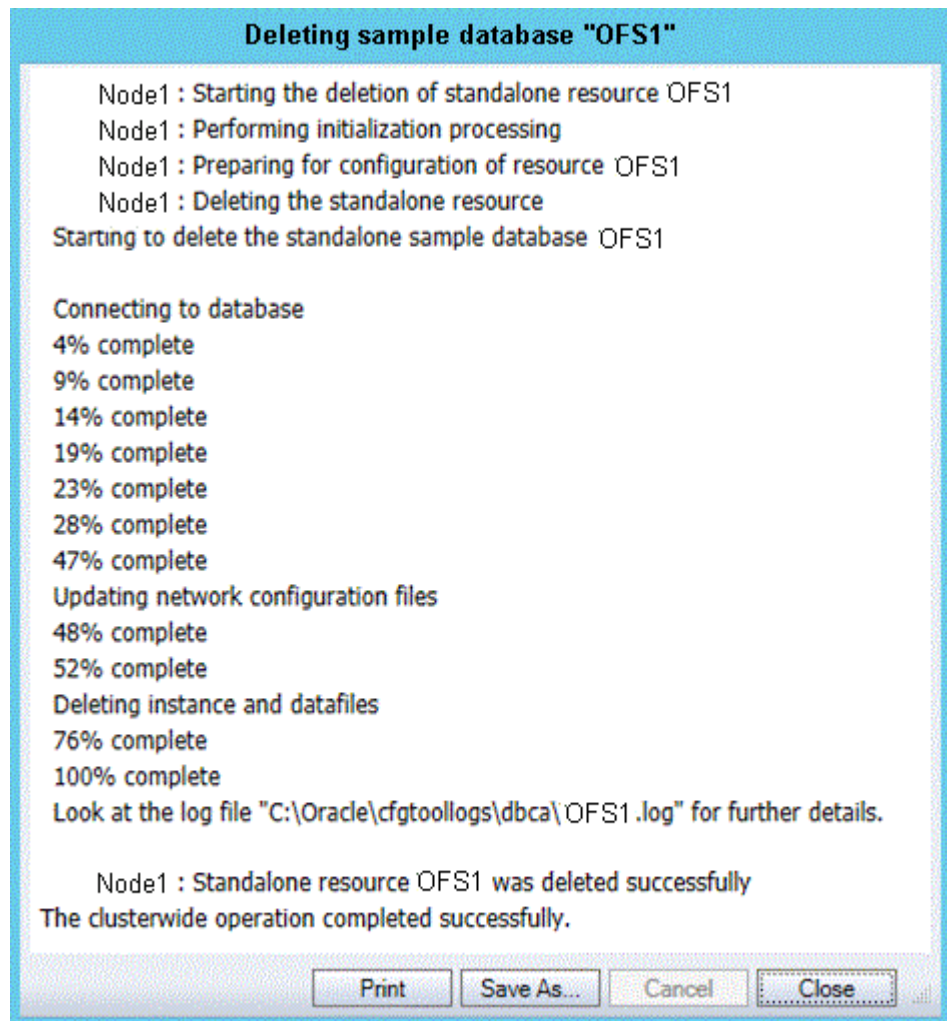 Deleting sample database "OFS1"
Node1 : Starting the deletion of standalone resource OFS1
Node1 : Performing initialization processing
Node1 : Preparing for configuration of resource OFS1
Node1 : Deleting the standalone resource
Starting to delete the standalone sample database OFS1
Connecting to database
4% complete
9% complete
14% complete
19% complete
23% complete
28% complete
47% complete
Updating network configuration files
48% complete
52% complete
Deleting instance and datafiles
76% complete
100% complete
Look at the log file "C:\Oracle\cfgtoollogs\dbca\OFS1.log" for further details.
Node1 : Standalone resource OFS1 was deleted successfully
The clusterwide operation completed successfully.
Print Save As... Cancel Close